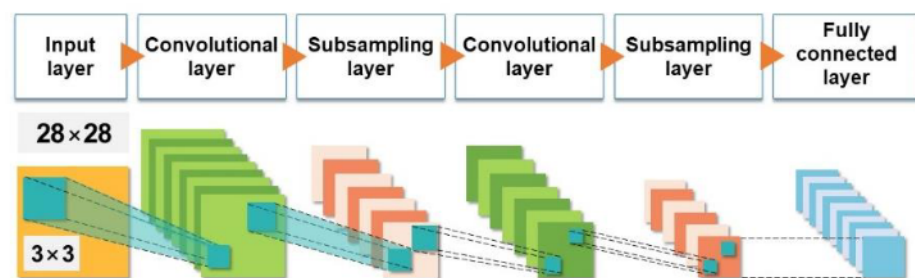 Input
layer
Convolutional
layer
Subsampling
layer
Convolutional
layer
Subsampling
layer
Fully
connected
layer
28×28
3×3